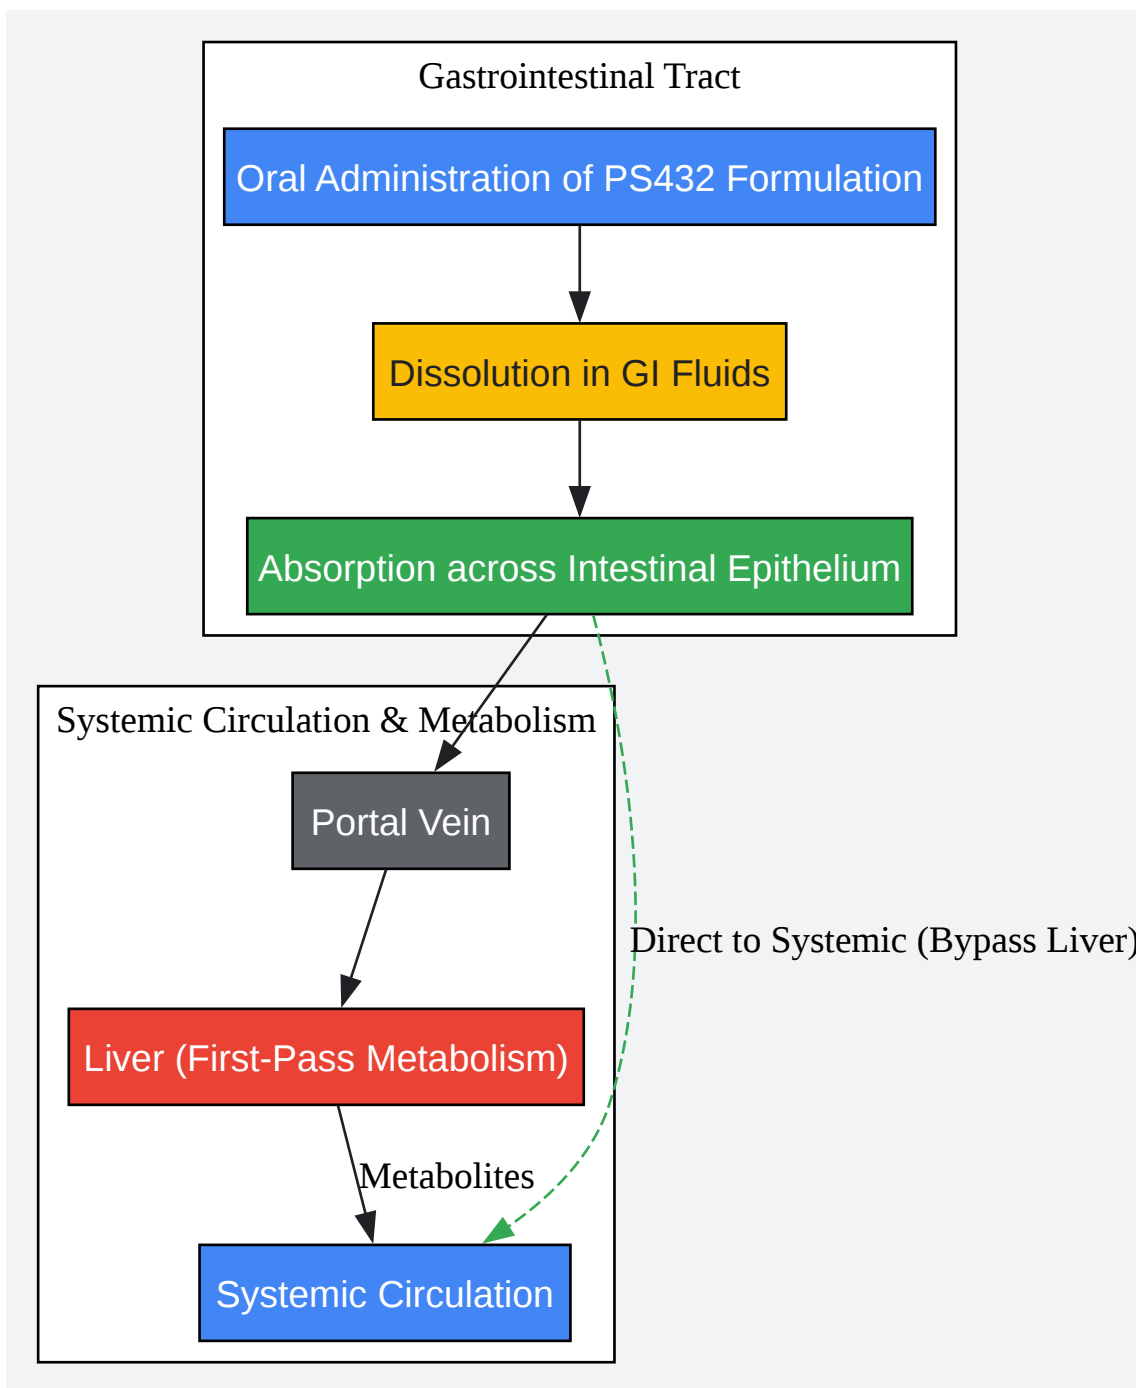 Gastrointestinal Tract
Oral Administration of PS432 Formulation
Dissolution in GI Fluids
Absorption across Intestinal Epithelium
Systemic Circulation & Metabolism
Portal Vein
Direct to Systemic (Bypass Liver)
Liver (First-Pass Metabolism)
Metabolites
Systemic Circulation